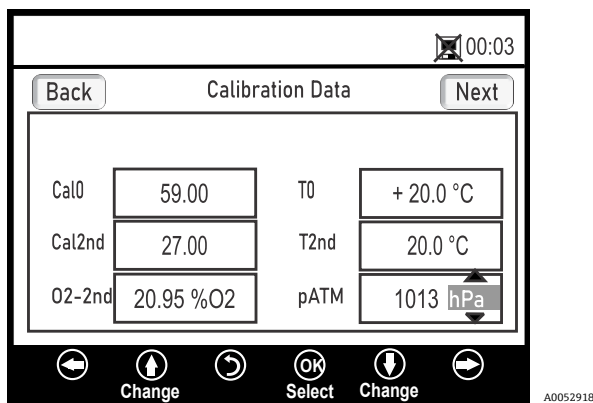 00:03
Back Calibration Data Next
Cal0 59.00 T0 + 20.0 °C
Cal2nd 27.00 T2nd 20.0 °C
O2-2nd 20.95 %O2 pATM 1013 hPa
OK
Change Select Change
A0052918